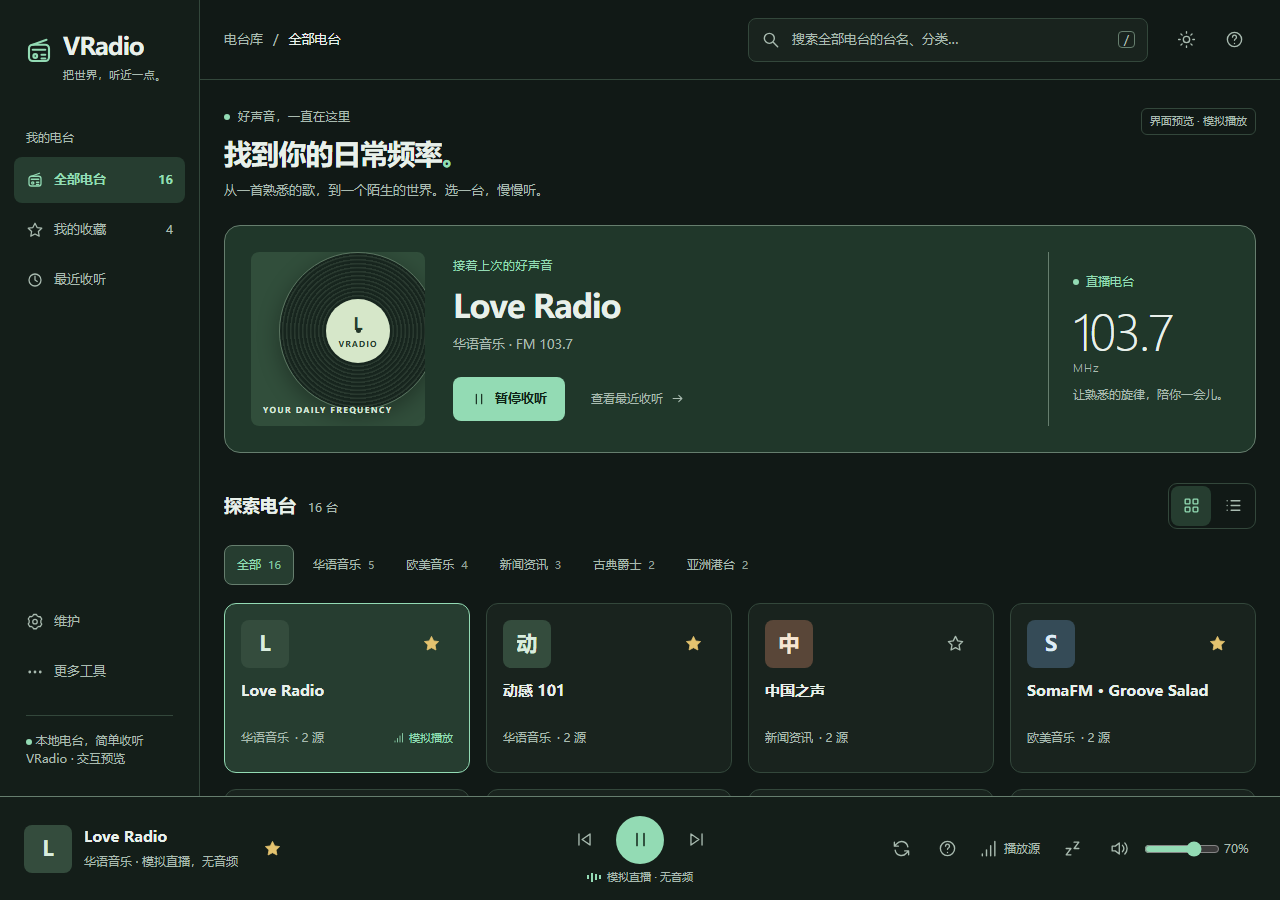 VRadio
把世界，听近一点。
我的电台
全部电台 16
我的收藏 4
最近收听
维护
更多工具
本地电台，简单收听
VRadio · 交互预览
电台库 / 全部电台
搜索全部电台的台名、分类... /
好声音，一直在这里
找到你的日常频率。
从一首熟悉的歌，到一个陌生的世界。选一台，慢慢听。
界面预览 · 模拟播放
L
VRADIO
YOUR DAILY FREQUENCY
接着上次的好声音
Love Radio
华语音乐 · FM 103.7
暂停收听
查看最近收听 →
直播电台
103.7
MHz
让熟悉的旋律，陪你一会儿。
探索电台 16 台
全部 16 华语音乐 5 欧美音乐 4 新闻资讯 3 古典爵士 2 亚洲港台 2
L
Love Radio
华语音乐 · 2 源 模拟播放
动
动感 101
华语音乐 · 2 源
中
中国之声
新闻资讯 · 2 源
S
SomaFM • Groove Salad
欧美音乐 · 2 源
L
Love Radio
华语音乐 · 模拟直播，无音频
模拟直播 · 无音频
播放源
zZ
70%